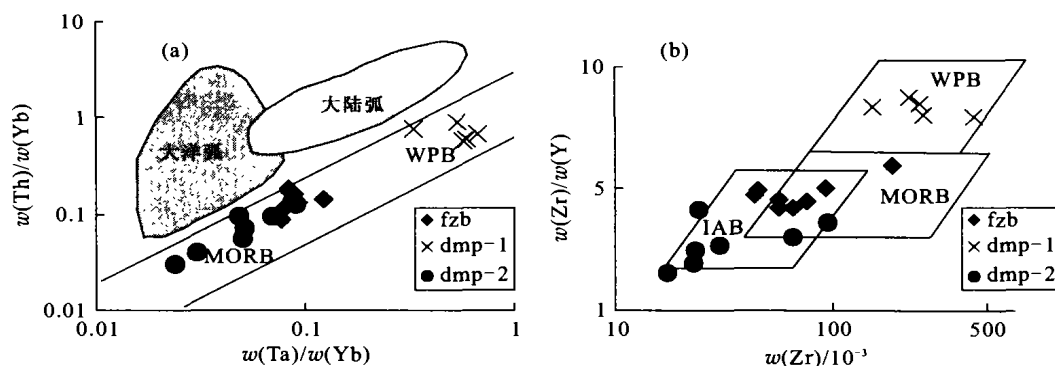 (a)
w(Th)/w(Yb)
10
1
0.1
0.01
大洋弧
大陆弧
WPB
MORB
fzb
dmp-1
dmp-2
0.01
0.1
1
w(Ta)/w(Yb)
(b)
w(Zr)/w(Y)
10
5
1
WPB
MORB
IAB
fzb
dmp-1
dmp-2
10
100
500
w(Zr)/10⁻³